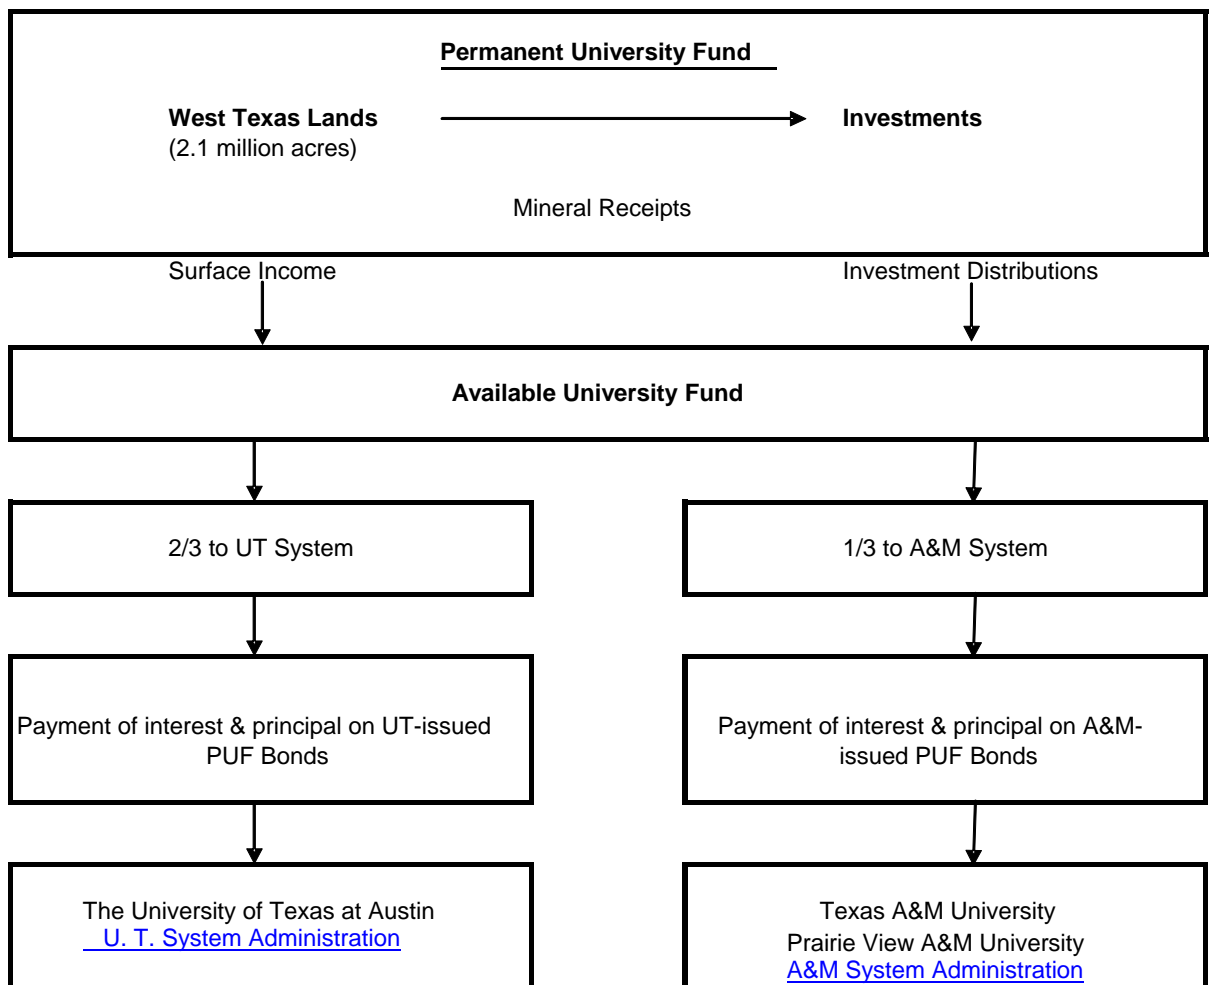 Permanent University Fund
West Texas Lands
Investments
(2.1 million acres)
Mineral Receipts
Surface Income
Investment Distributions
Available University Fund
2/3 to UT System
1/3 to A&M System
Payment of interest & principal on UT-issued
PUF Bonds
Payment of interest & principal on A&M-
issued PUF Bonds
The University of Texas at Austin
U. T. System Administration
Texas A&M University
Prairie View A&M University
A&M System Administration